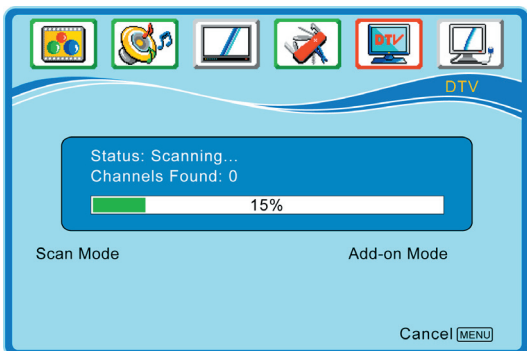 DTV
DTV
Status: Scanning...
Channels Found: 0
15%
Scan Mode Add-on Mode
Cancel MENU